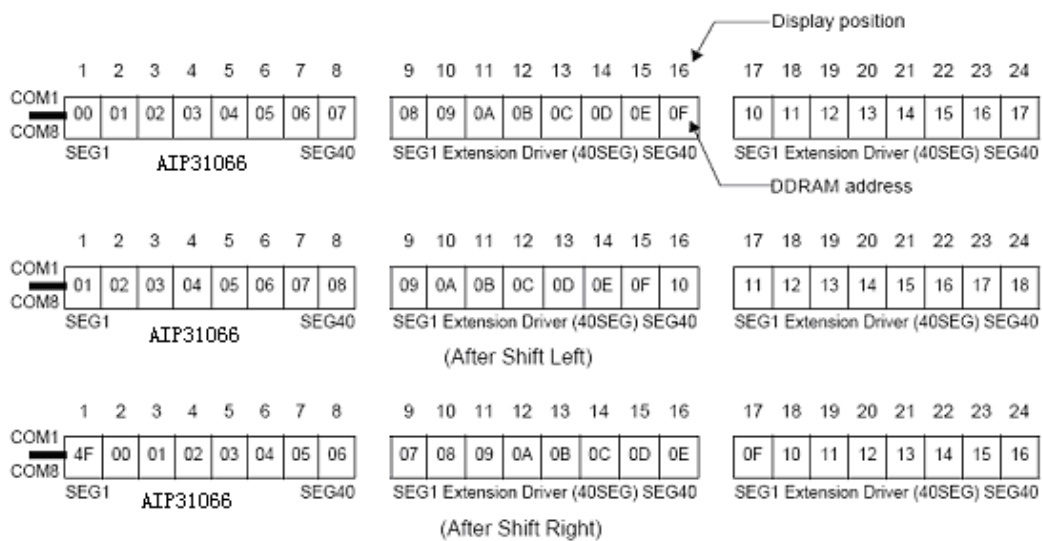 Display position
1 2 3 4 5 6 7 8 9 10 11 12 13 14 15 16 17 18 19 20 21 22 23 24
COM1
00 01 02 03 04 05 06 07 08 09 0A 0B 0C 0D 0E 0F 10 11 12 13 14 15 16 17
COM8
SEG1 AIP31066 SEG40 SEG1 Extension Driver (40SEG) SEG40 SEG1 Extension Driver (40SEG) SEG40
DDRAM address
1 2 3 4 5 6 7 8 9 10 11 12 13 14 15 16 17 18 19 20 21 22 23 24
COM1
01 02 03 04 05 06 07 08 09 0A 0B 0C 0D 0E 0F 10 11 12 13 14 15 16 17 18
COM8
SEG1 AIP31066 SEG40 SEG1 Extension Driver (40SEG) SEG40 SEG1 Extension Driver (40SEG) SEG40
(After Shift Left)
1 2 3 4 5 6 7 8 9 10 11 12 13 14 15 16 17 18 19 20 21 22 23 24
COM1
4F 00 01 02 03 04 05 06 07 08 09 0A 0B 0C 0D 0E 0F 10 11 12 13 14 15 16
COM8
SEG1 AIP31066 SEG40 SEG1 Extension Driver (40SEG) SEG40 SEG1 Extension Driver (40SEG) SEG40
(After Shift Right)